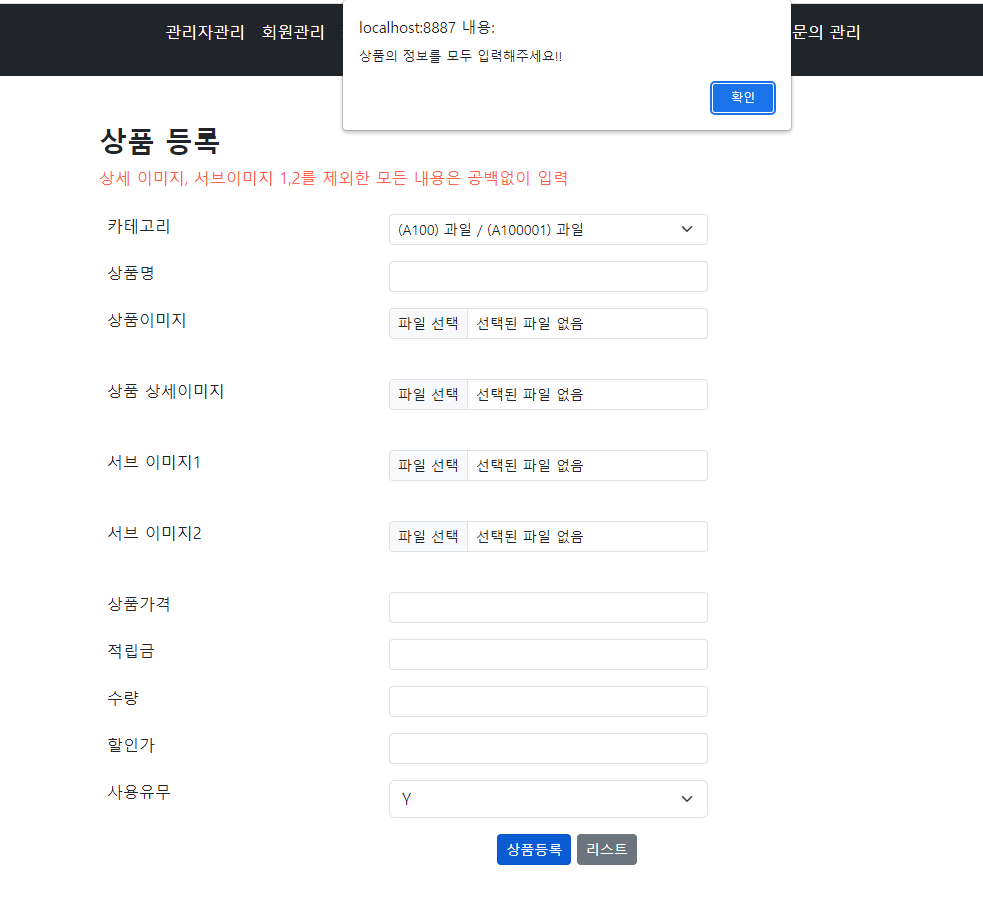 관리자관리 회원관리 문의 관리
localhost:8887 내용:
상품의 정보를 모두 입력해주세요!!
확인
상품 등록
상세 이미지, 서브이미지 1,2를 제외한 모든 내용은 공백없이 입력
카테고리 (A100) 과일 / (A100001) 과일
상품명
상품이미지 파일 선택 선택된 파일 없음
상품 상세이미지 파일 선택 선택된 파일 없음
서브 이미지1 파일 선택 선택된 파일 없음
서브 이미지2 파일 선택 선택된 파일 없음
상품가격
적립금
수량
할인가
사용유무 Y
상품등록 리스트